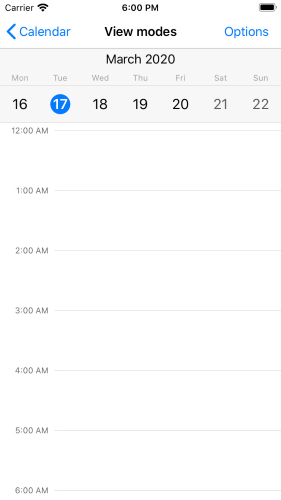 Carrier 6:00 PM
Calendar View modes Options
March 2020
Mon Tue Wed Thu Fri Sat Sun
16 17 18 19 20 21 22
12:00 AM
1:00 AM
2:00 AM
3:00 AM
4:00 AM
5:00 AM
6:00 AM